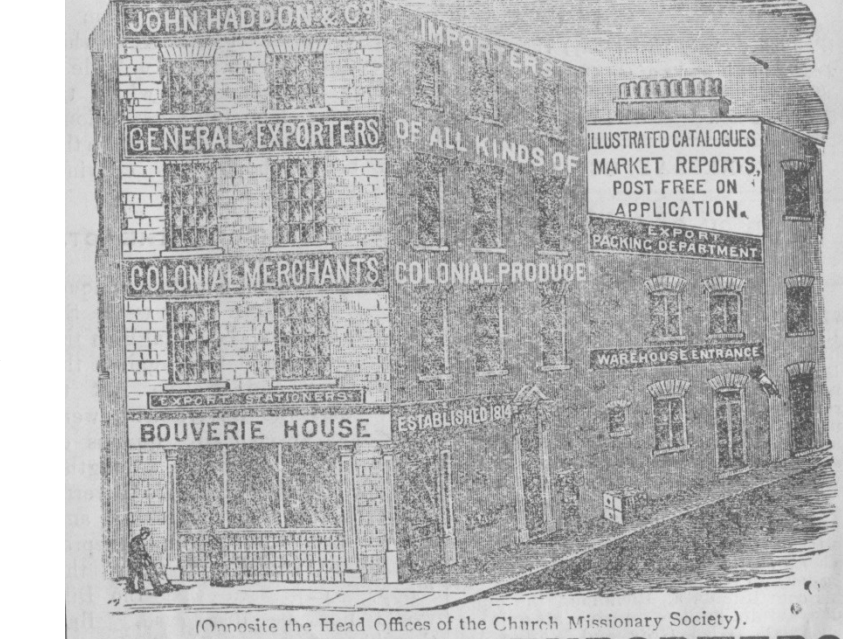 JOHN HADDON & Co
IMPORTERS
GENERAL EXPORTERS
OF ALL KINDS OF
COLONIAL MERCHANTS
COLONIAL PRODUCE
EXPORT STATIONERS
BOUVERIE HOUSE
ESTABLISHED 1814
ILLUSTRATED CATALOGUES
MARKET REPORTS,
POST FREE ON
APPLICATION.
EXPORT
PACKING DEPARTMENT
WAREHOUSE ENTRANCE
(Opposite the Head Offices of the Church Missionary Society).